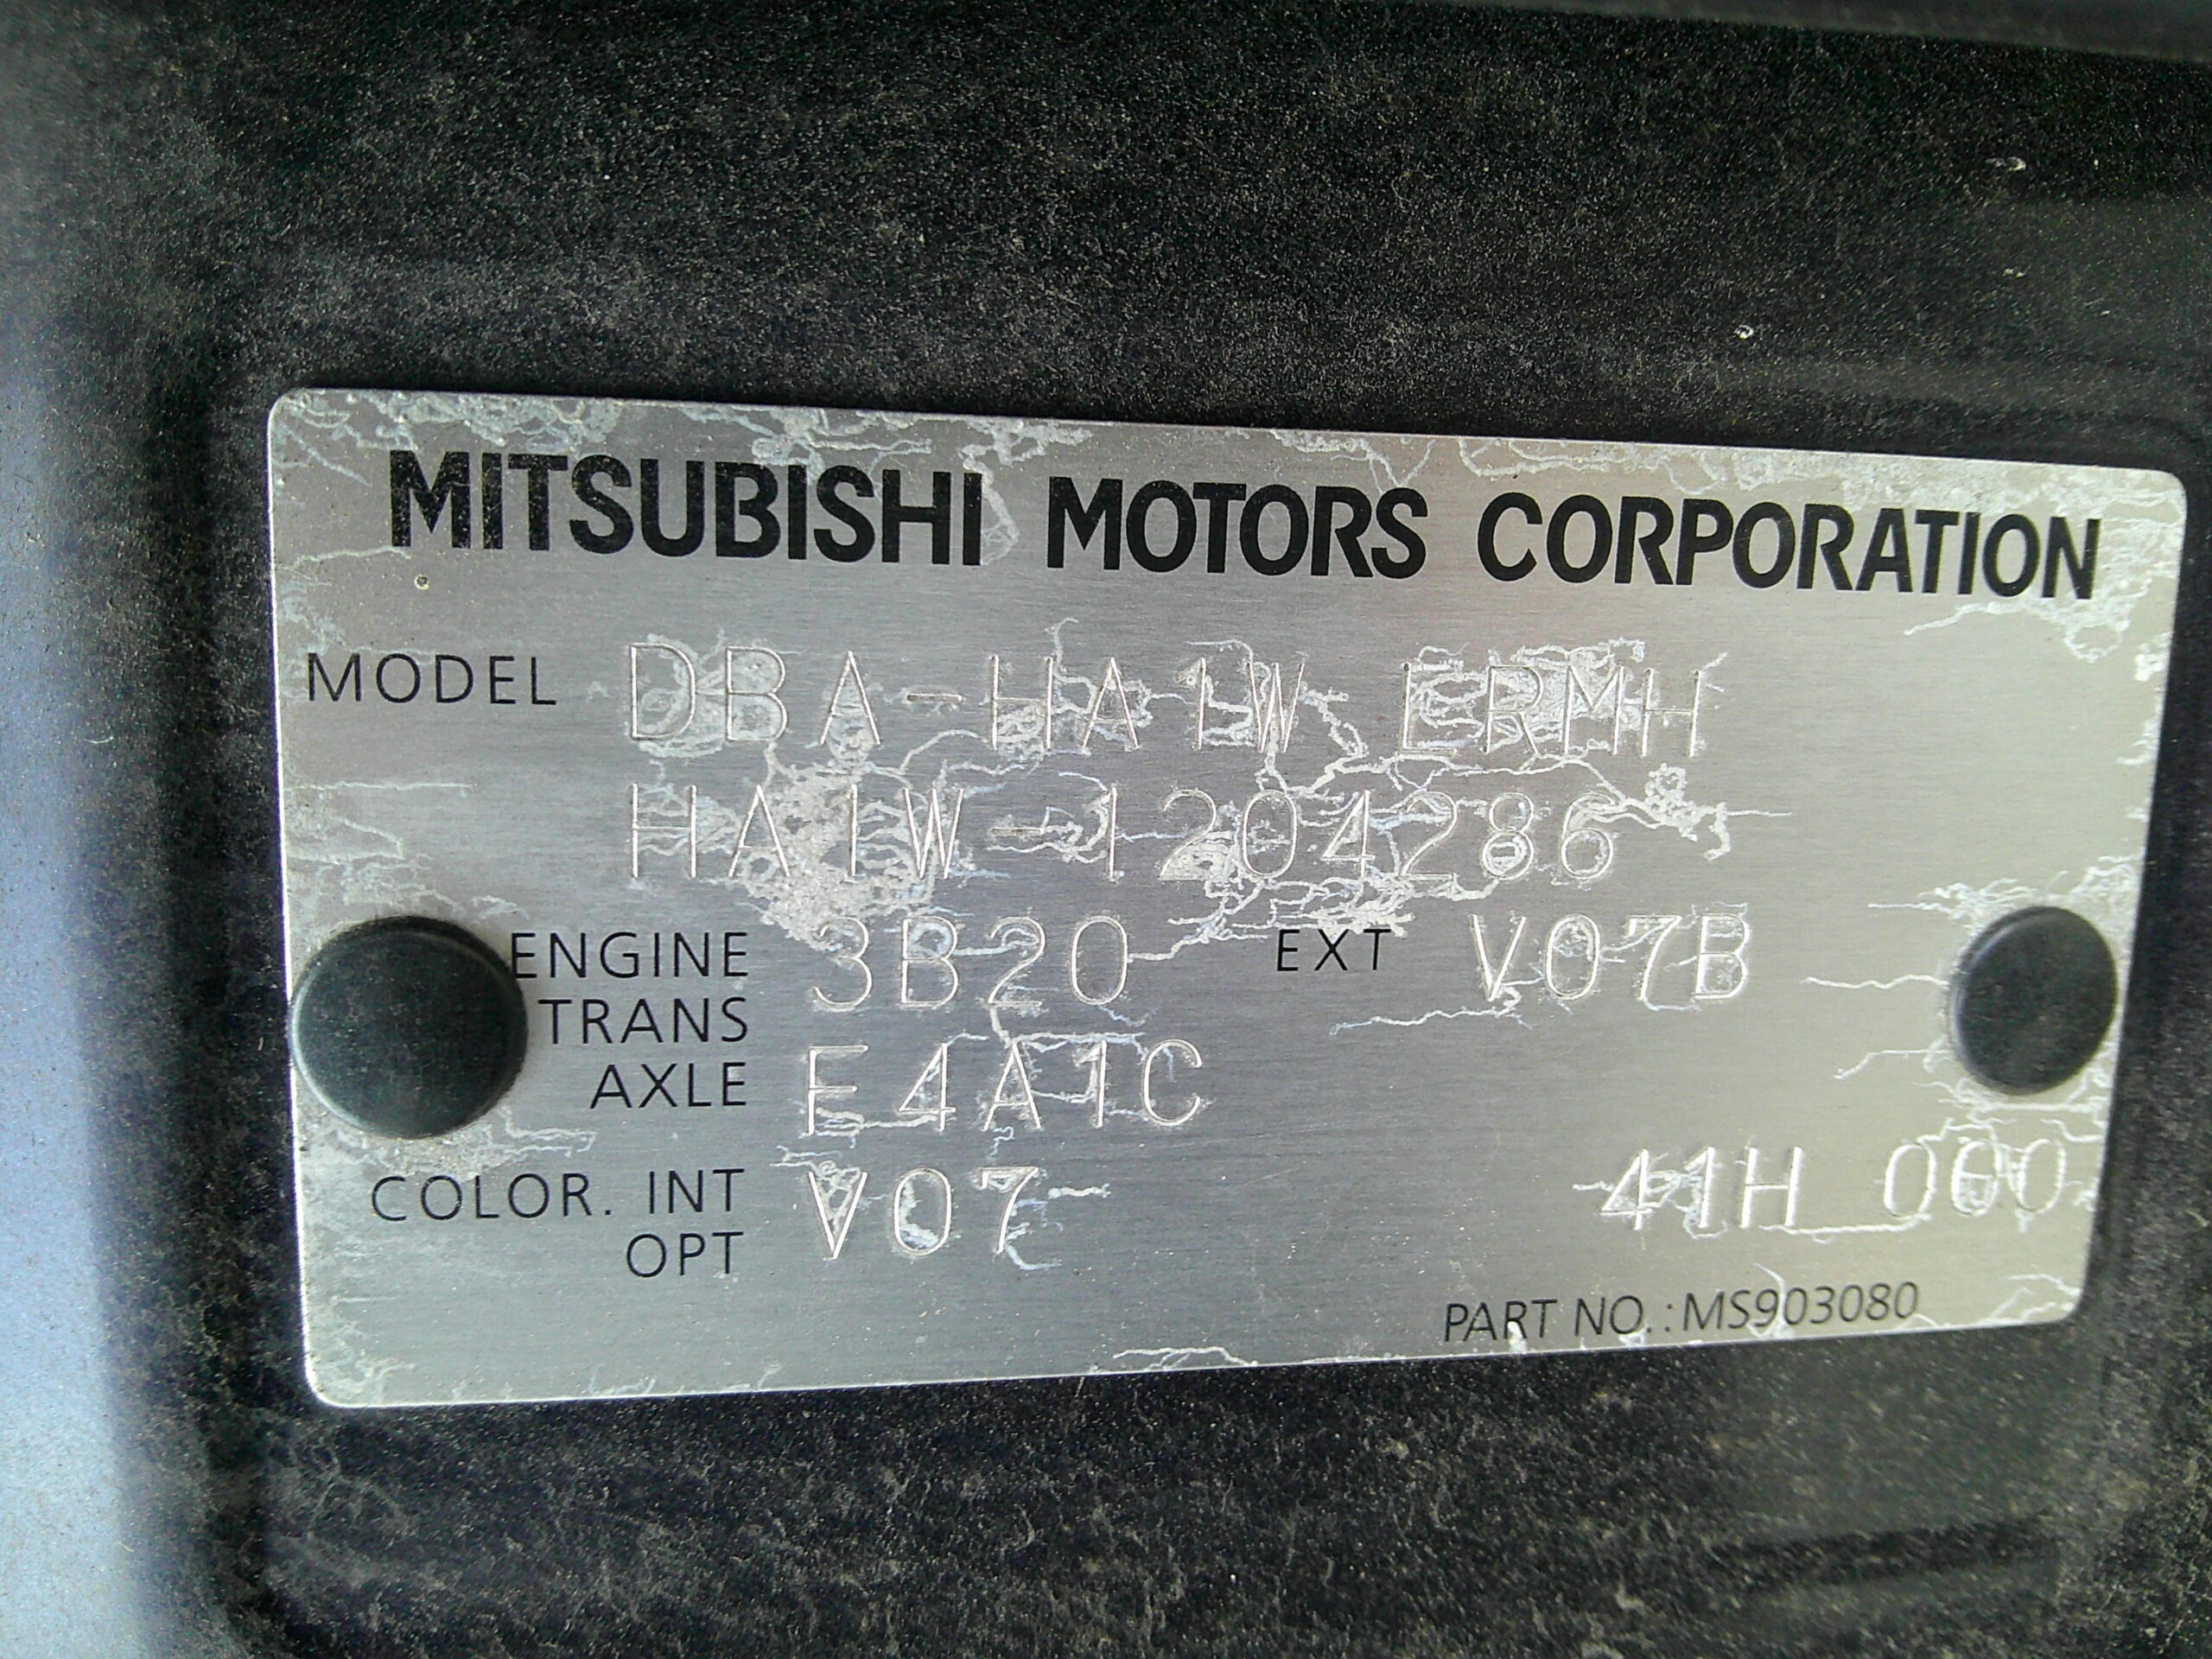 MITSUBISHI MOTORS CORPORATION
MODEL DBA-HA1W LRMH
HA1W-1204286
ENGINE 3B20 EXT V07B
TRANS
AXLE F4A1C
COLOR. INT V07 41H 000
OPT
PART NO.:MS903080